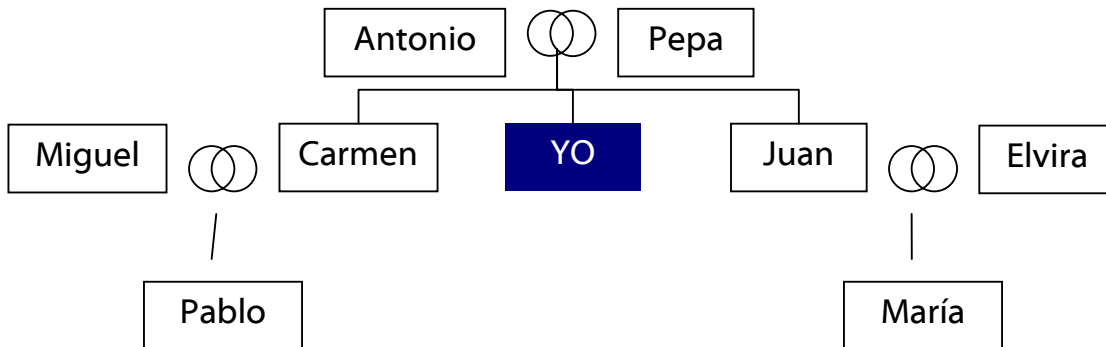 Antonio
Pepa
Miguel
Carmen
YO
Juan
Elvira
Pablo
María